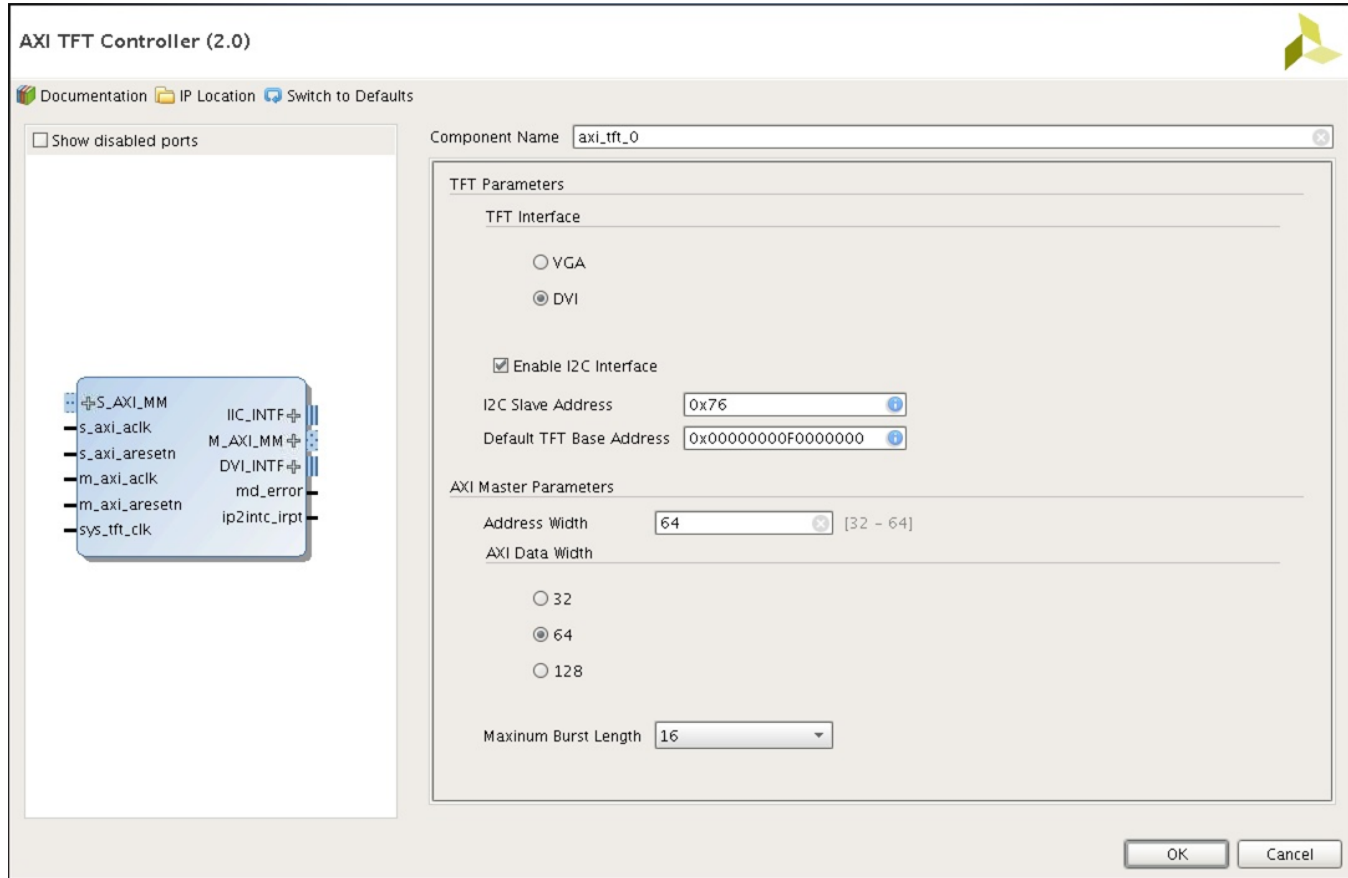 AXI TFT Controller (2.0)
Documentation IP Location Switch to Defaults
Show disabled ports
S_AXI_MM
s_axi_aclk
s_axi_aresetn
m_axi_aclk
m_axi_aresetn
sys_tft_clk
IIC_INTF
M_AXI_MM
DVI_INTF
md_error
ip2intc_irpt
Component Name axi_tft_0
TFT Parameters
TFT Interface
VGA
DVI
Enable I2C Interface
I2C Slave Address 0x76
Default TFT Base Address 0x00000000F0000000
AXI Master Parameters
Address Width 64 [32 - 64]
AXI Data Width
32
64
128
Maxinum Burst Length 16
OK Cancel